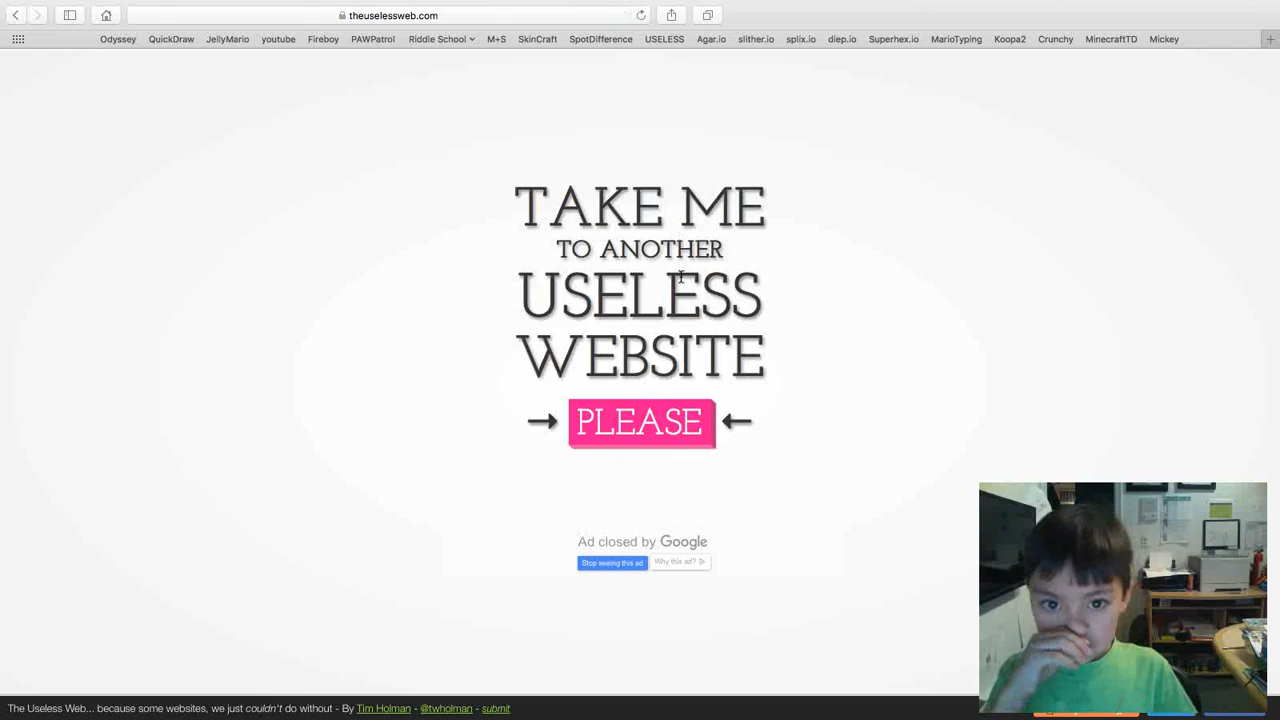 theuselessweb.com
Odyssey QuickDraw JellyMario youtube Fireboy PAWPatrol Riddle School M+S SkinCraft SpotDifference USELESS Agar.io slither.io splix.io diep.io Superhex.io MarioTyping Koopa2 Crunchy MinecraftTD Mickey
TAKE ME
TO ANOTHER
USELESS
WEBSITE
PLEASE
Ad closed by Google
Stop seeing this ad Why this ad?
The Useless Web... because some websites, we just couldn't do without - By Tim Holman - @twholman - submit